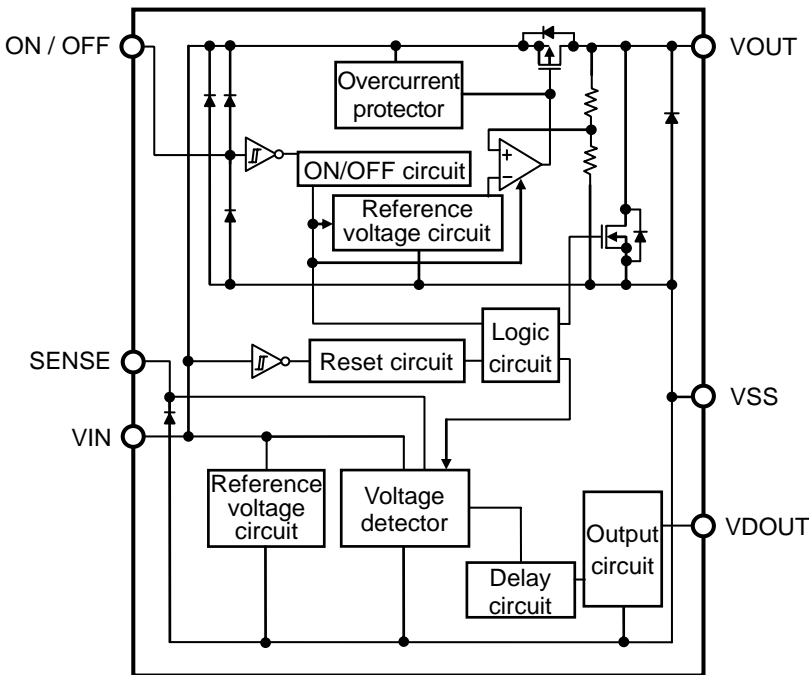 ON / OFF
VOUT
Overcurrent
protector
+
−
ON/OFF circuit
Reference
voltage circuit
Logic
circuit
Reset circuit
SENSE
VSS
VIN
Reference
voltage
circuit
Voltage
detector
Output
circuit
VDOUT
Delay
circuit